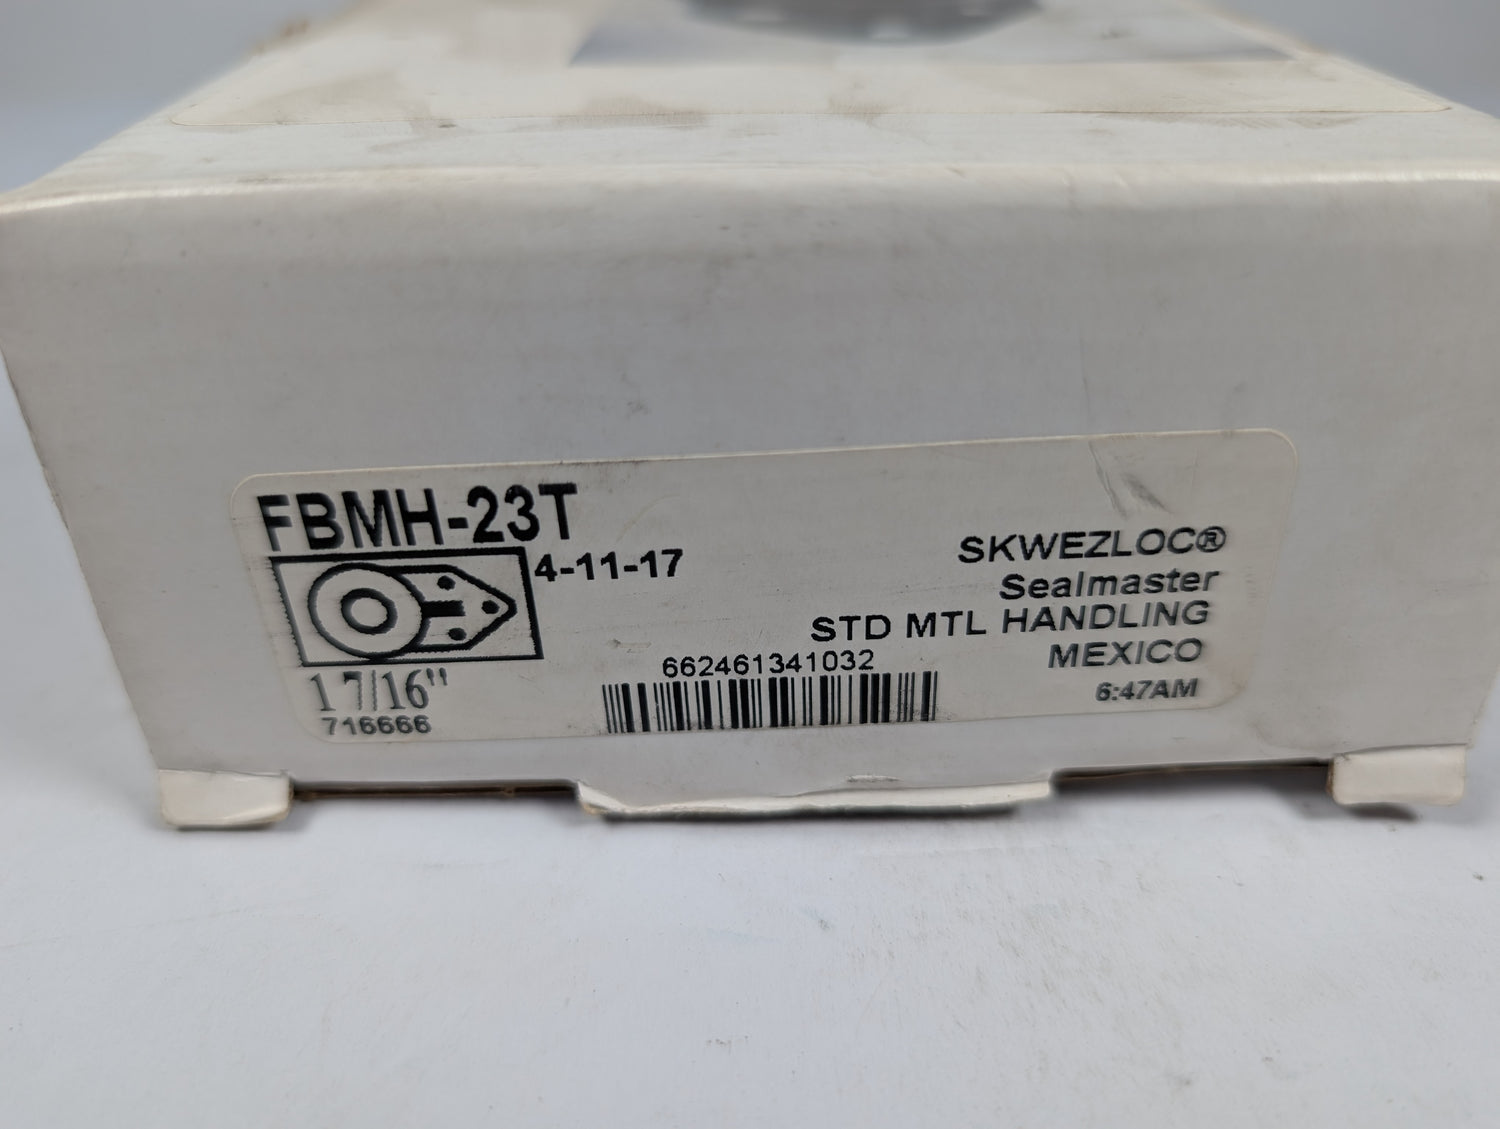 FBMH-23T
4-11-17
SKWEZLOC®
Sealmaster
STD MTL HANDLING
MEXICO
662461341032
1 7/16"
716666
6:47AM